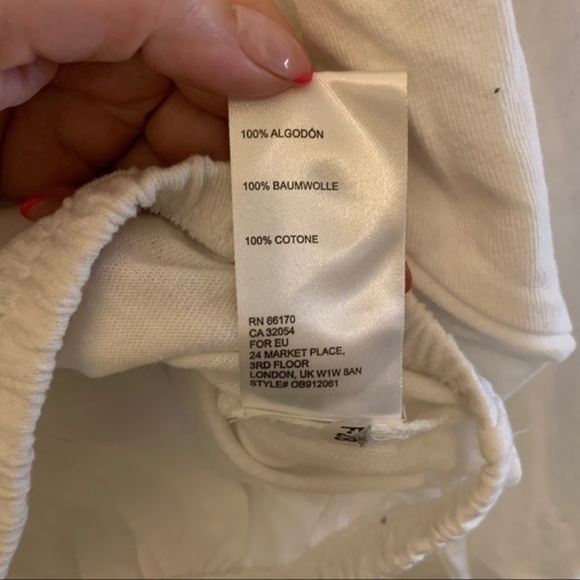 100% ALGODÓN
100% BAUMWOLLE
100% COTONE
RN 66170
CA 32054
FOR EU
24 MARKET PLACE,
3RD FLOOR
LONDON, UK W1W 8AN
STYLE# OB912061